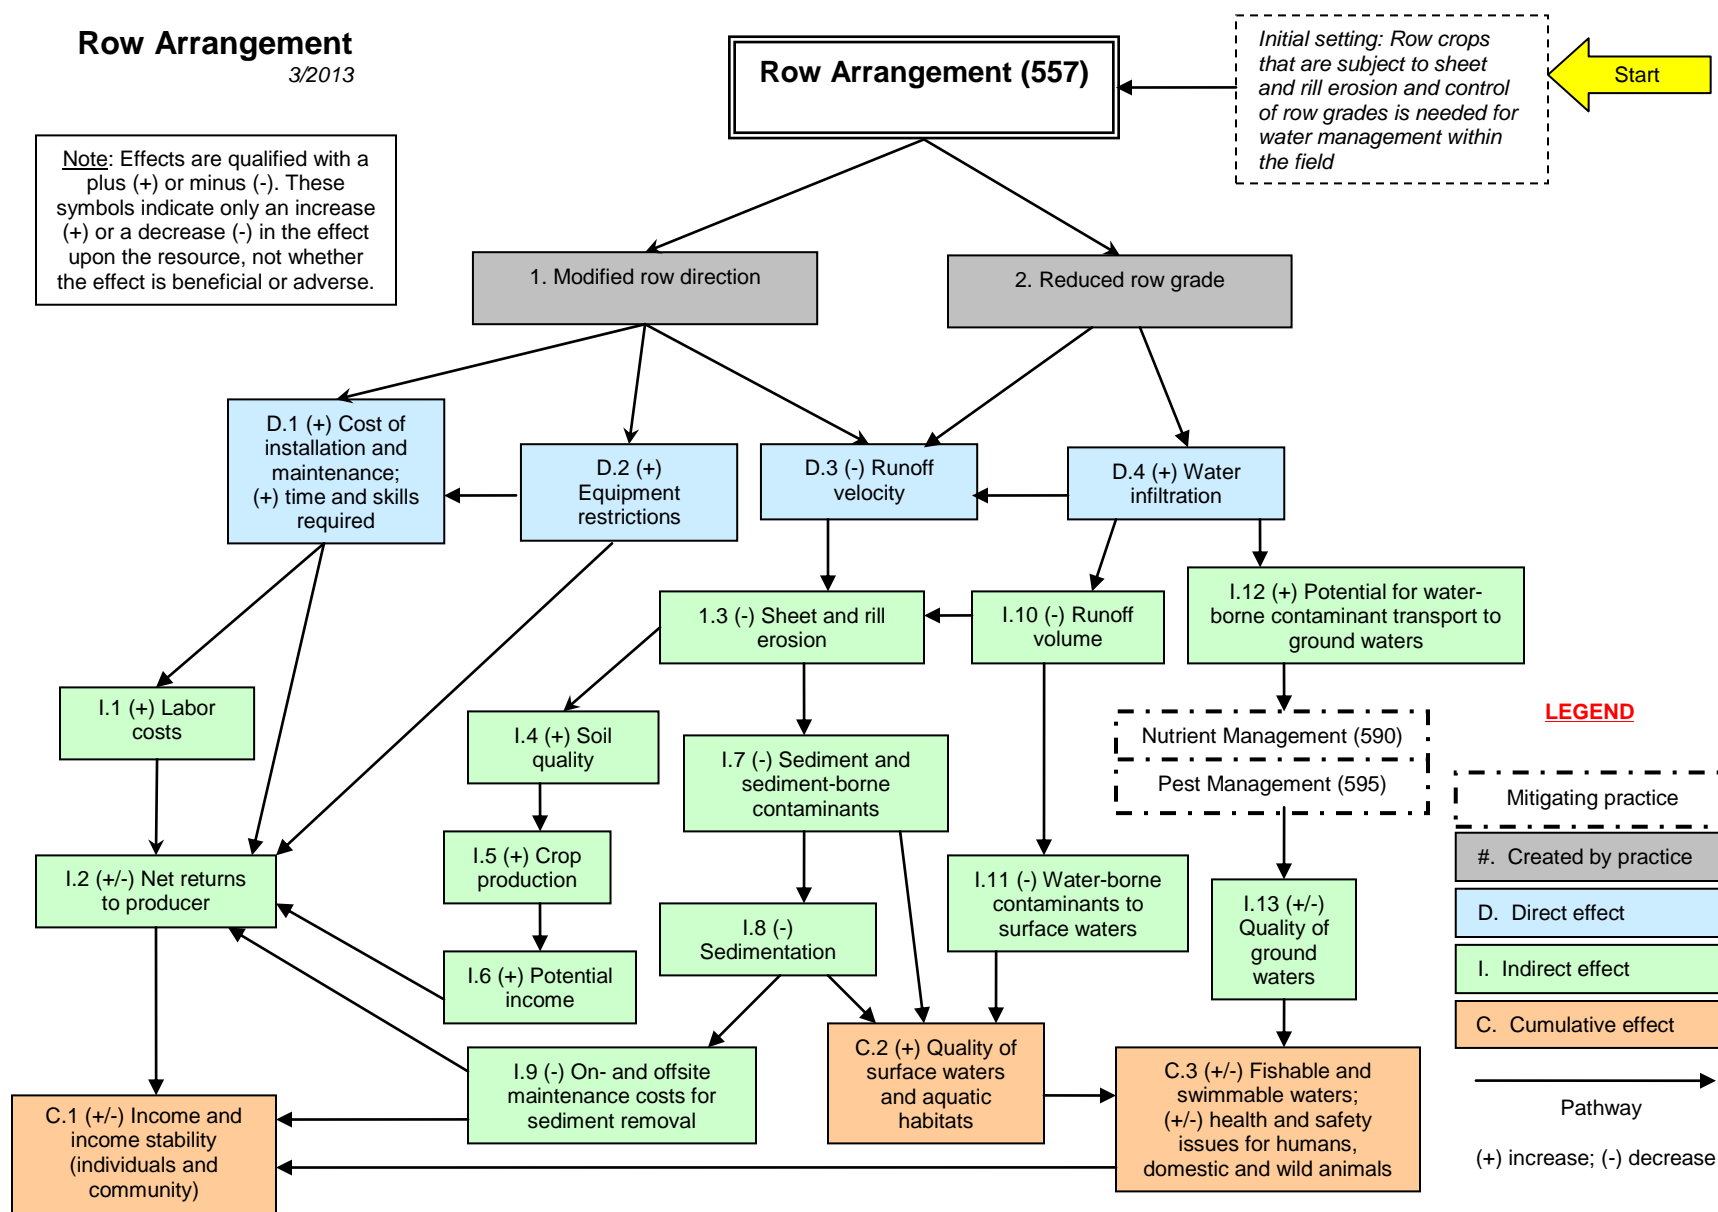 Row Arrangement
3/2013
Row Arrangement (557)
Initial setting: Row crops
that are subject to sheet
and rill erosion and control
of row grades is needed for
water management within
the field
Start
Note: Effects are qualified with a
plus (+) or minus (-). These
symbols indicate only an increase
(+) or a decrease (-) in the effect
upon the resource, not whether
the effect is beneficial or adverse.
1. Modified row direction
2. Reduced row grade
D.1 (+) Cost of
installation and
maintenance;
(+) time and skills
required
D.2 (+)
Equipment
restrictions
D.3 (-) Runoff
velocity
D.4 (+) Water
infiltration
1.3 (-) Sheet and rill
erosion
I.10 (-) Runoff
volume
I.12 (+) Potential for water-
borne contaminant transport to
ground waters
I.1 (+) Labor
costs
I.4 (+) Soil
quality
I.7 (-) Sediment and
sediment-borne
contaminants
Nutrient Management (590)
Pest Management (595)
I.2 (+/-) Net returns
to producer
I.5 (+) Crop
production
I.11 (-) Water-borne
contaminants to
surface waters
I.13 (+/-)
Quality of
ground
waters
I.8 (-)
Sedimentation
I.6 (+) Potential
income
I.9 (-) On- and offsite
maintenance costs for
sediment removal
C.2 (+) Quality of
surface waters
and aquatic
habitats
C.3 (+/-) Fishable and
swimmable waters;
(+/-) health and safety
issues for humans,
domestic and wild animals
C.1 (+/-) Income and
income stability
(individuals and
community)
LEGEND
Mitigating practice
#. Created by practice
D. Direct effect
I. Indirect effect
C. Cumulative effect
Pathway
(+) increase; (-) decrease